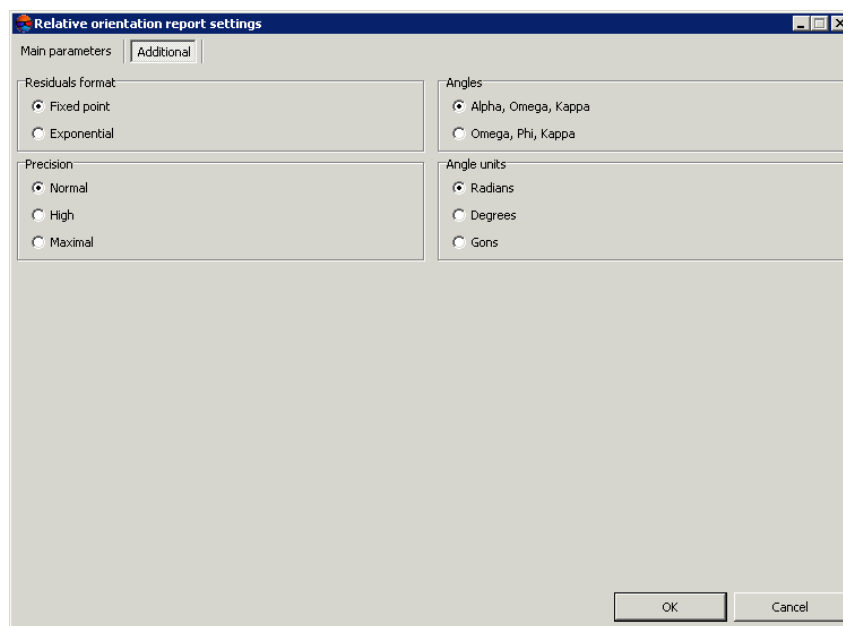 Relative orientation report settings
Main parameters
Additional
Residuals format
Fixed point
Exponential
Angles
Alpha, Omega, Kappa
Omega, Phi, Kappa
Precision
Normal
High
Maximal
Angle units
Radians
Degrees
Gons
OK
Cancel